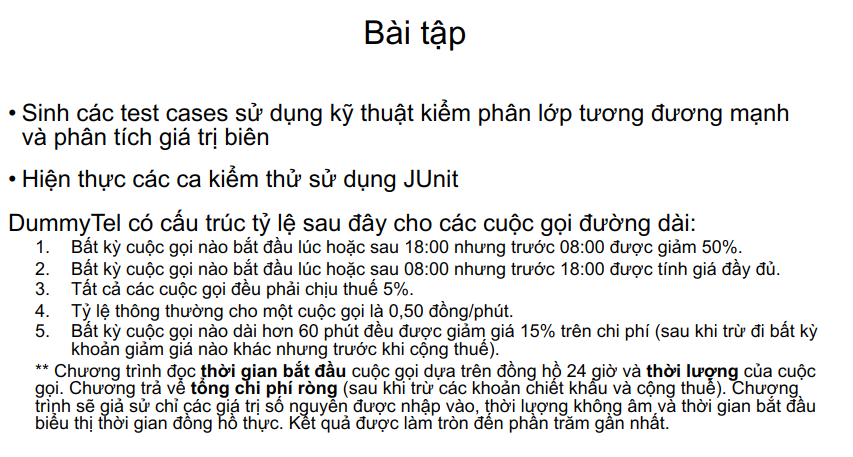 Bài tập
• Sinh các test cases sử dụng kỹ thuật kiểm phân lớp tương đương mạnh
và phân tích giá trị biên
• Hiện thực các ca kiểm thử sử dụng JUnit
DummyTel có cấu trúc tỷ lệ sau đây cho các cuộc gọi đường dài:
1. Bất kỳ cuộc gọi nào bắt đầu lúc hoặc sau 18:00 nhưng trước 08:00 được giảm 50%.
2. Bất kỳ cuộc gọi nào bắt đầu lúc hoặc sau 08:00 nhưng trước 18:00 được tính giá đầy đủ.
3. Tất cả các cuộc gọi đều phải chịu thuế 5%.
4. Tỷ lệ thông thường cho một cuộc gọi là 0,50 đồng/phút.
5. Bất kỳ cuộc gọi nào dài hơn 60 phút đều được giảm giá 15% trên chi phí (sau khi trừ đi bất kỳ
khoản giảm giá nào khác nhưng trước khi cộng thuế).
** Chương trình đọc thời gian bắt đầu cuộc gọi dựa trên đồng hồ 24 giờ và thời lượng của cuộc
gọi. Chương trả về tổng chi phí ròng (sau khi trừ các khoản chiết khấu và cộng thuế). Chương
trình sẽ giả sử chỉ các giá trị số nguyên được nhập vào, thời lượng không âm và thời gian bắt đầu
biểu thị thời gian đồng hồ thực. Kết quả được làm tròn đến phần trăm gần nhất.